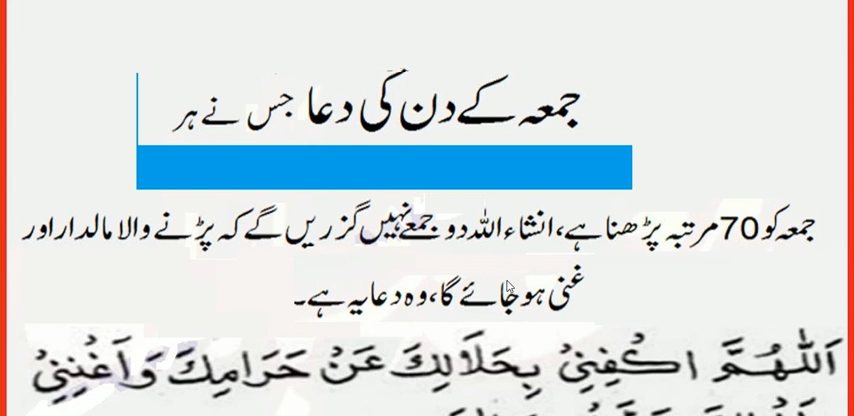 جمعہ کے دن کی دعا جس نے ہر
جمعہ کو 70 مرتبہ پڑھنا ہے، انشاء اللہ دو جمعے نہیں گزریں گے کہ پڑنے والا مالدار اور
غنی ہو جائے گا، وہ دعا یہ ہے۔
اَللّٰهُمَّ اكْفِنِيْ بِحَلَالِكَ عَنْ حَرَامِكَ وَاَغْنِنِيْ